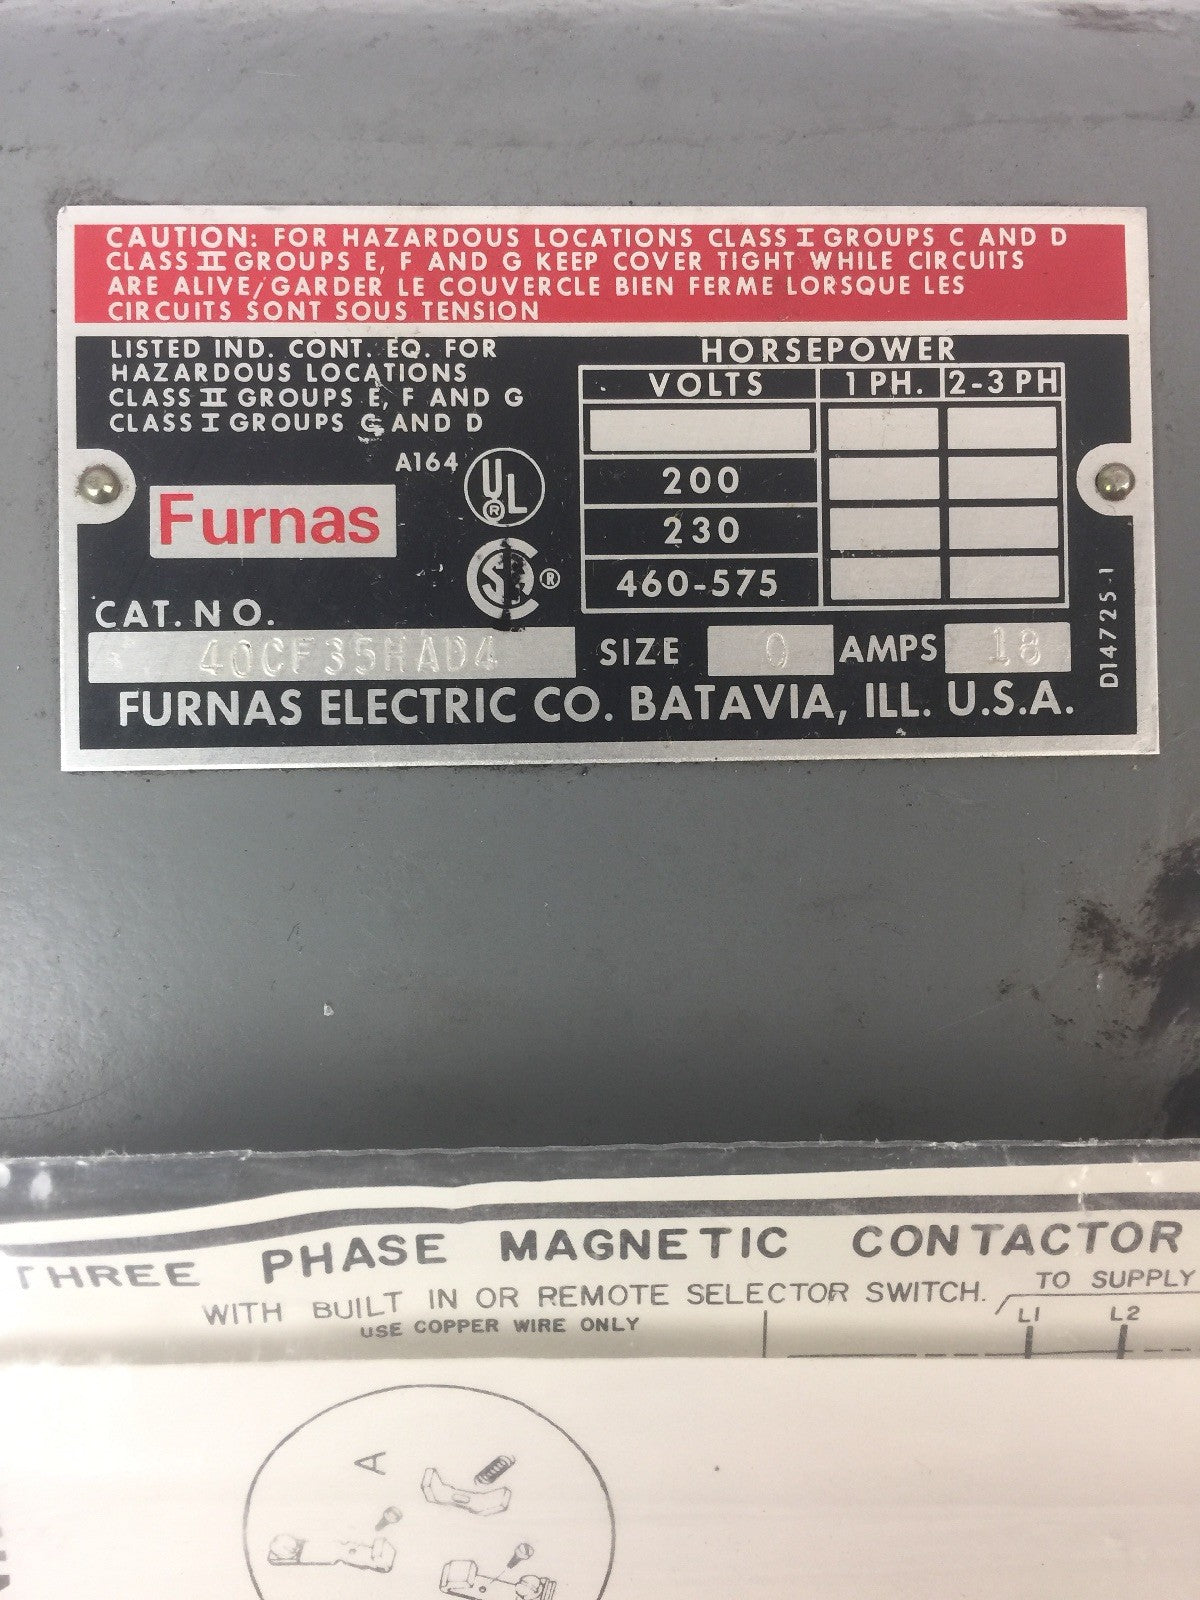 CAUTION: FOR HAZARDOUS LOCATIONS CLASS I GROUPS C AND D
CLASS II GROUPS E, F AND G KEEP COVER TIGHT WHILE CIRCUITS
ARE ALIVE/GARDER LE COUVERCLE BIEN FERME LORSQUE LES
CIRCUITS SONT SOUS TENSION
LISTED IND. CONT. EQ. FOR
HAZARDOUS LOCATIONS
CLASS II GROUPS E, F AND G
CLASS I GROUPS C AND D
A164
UL
®
Furnas
SA ®
HORSEPOWER
VOLTS 1 PH. 2-3 PH
200
230
460-575
CAT. NO.
40CF35HAD4 SIZE 0 AMPS 18
FURNAS ELECTRIC CO. BATAVIA, ILL. U.S.A.
D14725-1
THREE PHASE MAGNETIC CONTACTOR
WITH BUILT IN OR REMOTE SELECTOR SWITCH.
USE COPPER WIRE ONLY
TO SUPPLY
L1 L2
A